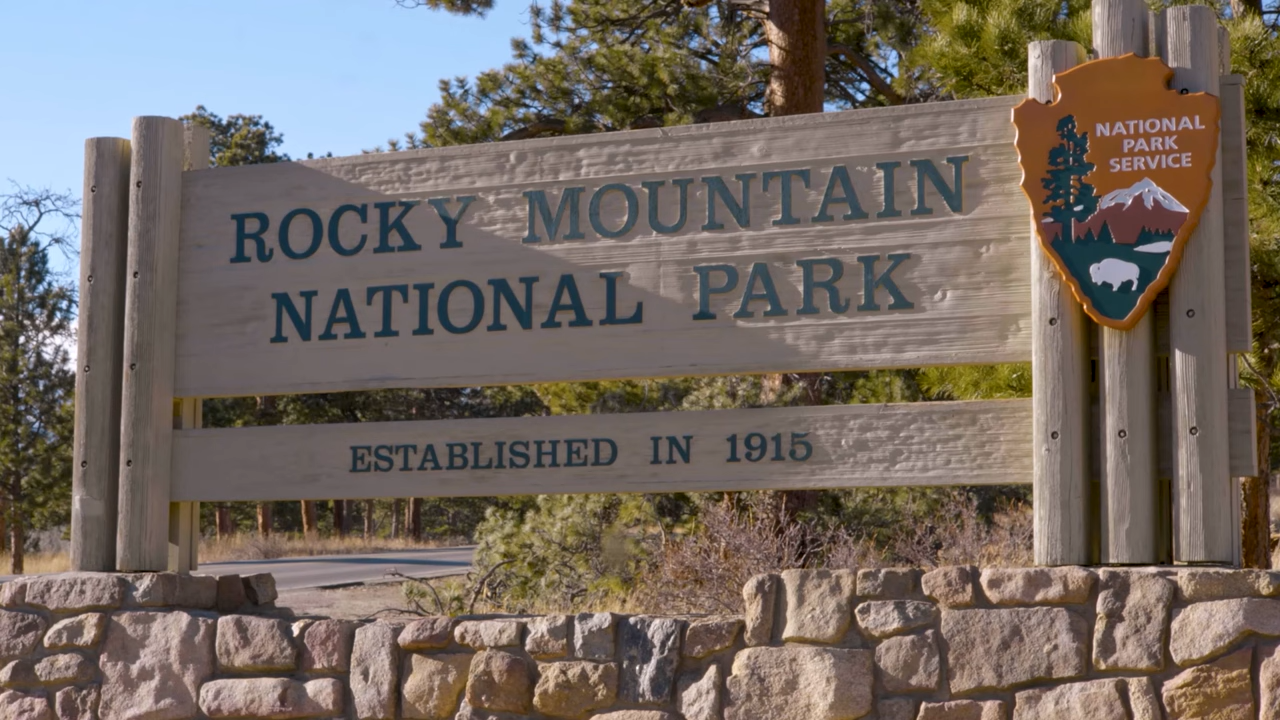 ROCKY MOUNTAIN
NATIONAL PARK
ESTABLISHED IN 1915
NATIONAL
PARK
SERVICE